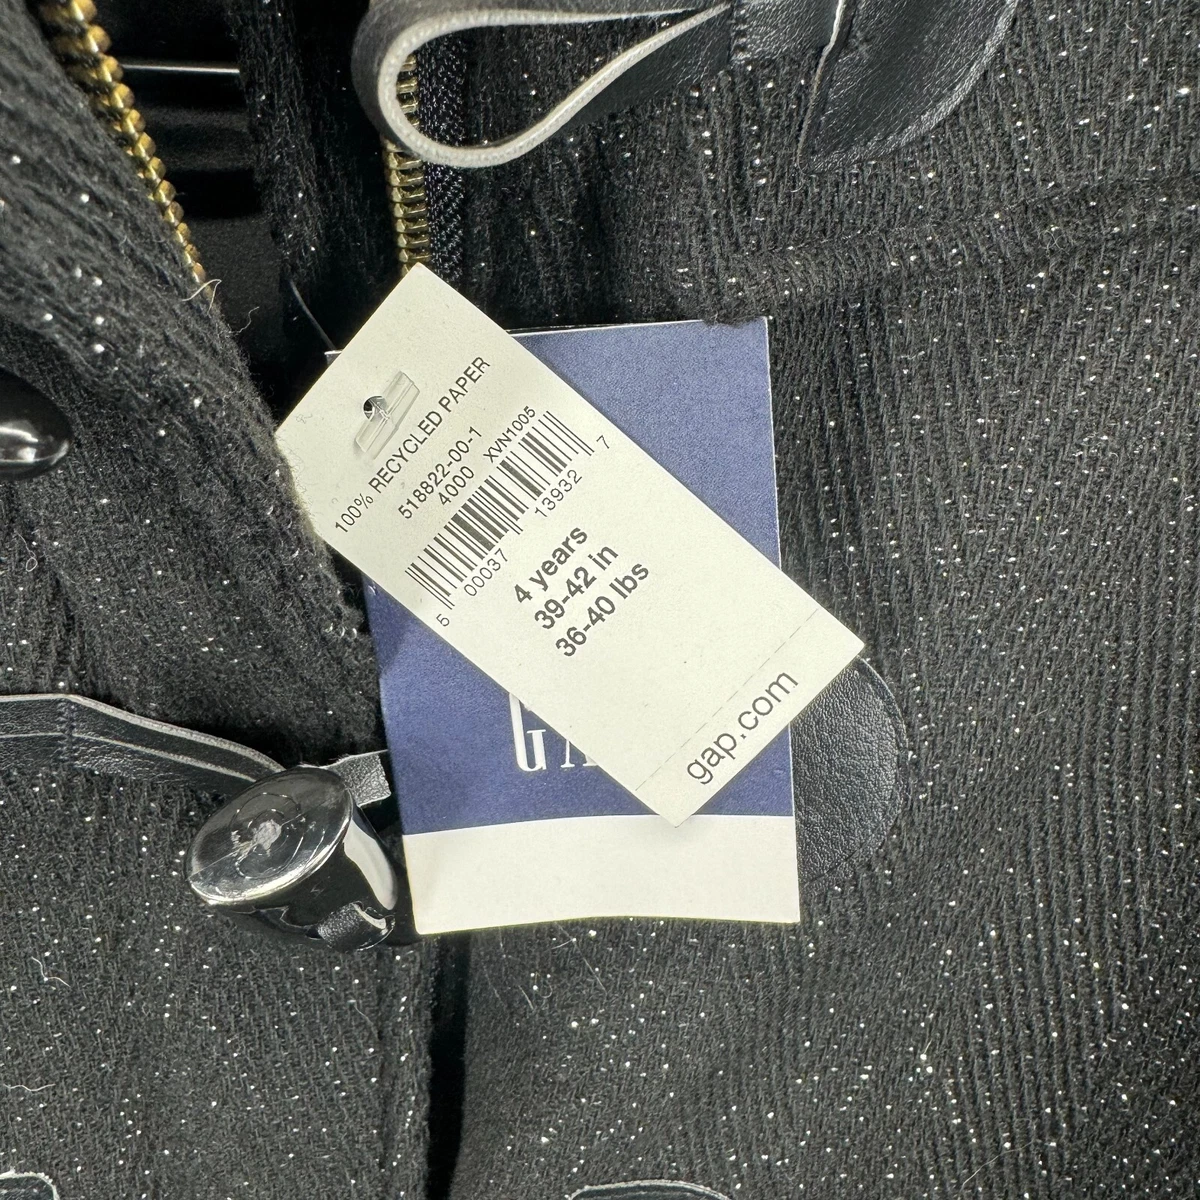 100% RECYCLED PAPER
518822-00-1
4000 XVN1005
5 00037 13932 7
4 years
39-42 in
36-40 lbs
gap.com